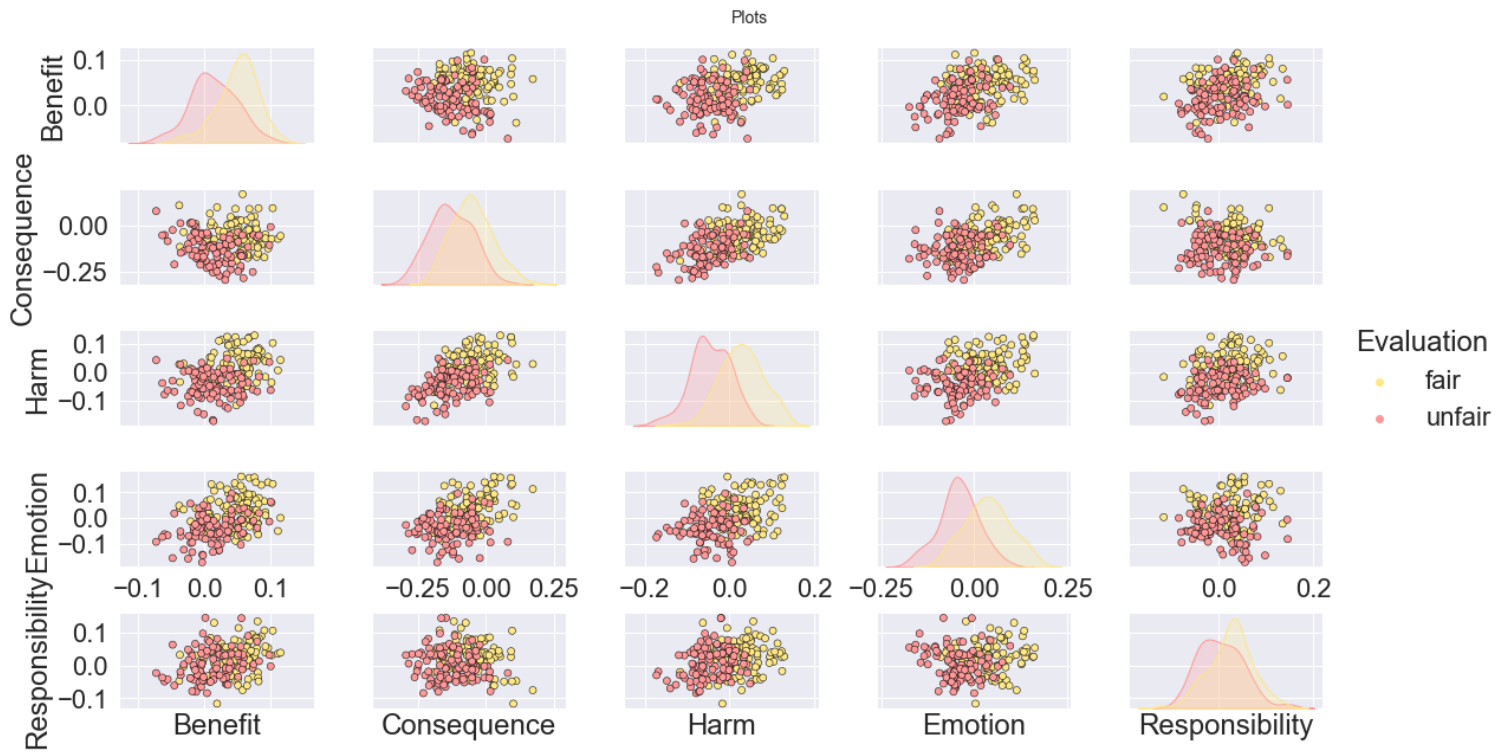 Plots
Benefit
0.1
0.0
Consequence
0.00
−0.25
Harm
0.1
0.0
−0.1
Evaluation
fair
unfair
Emotion
0.1
0.0
−0.1
−0.1 0.0 0.1
−0.25 0.00 0.25
−0.2 0.0 0.2
−0.25 0.00 0.25
0.0 0.2
Responsibility
0.1
0.0
−0.1
Benefit
Consequence
Harm
Emotion
Responsibility